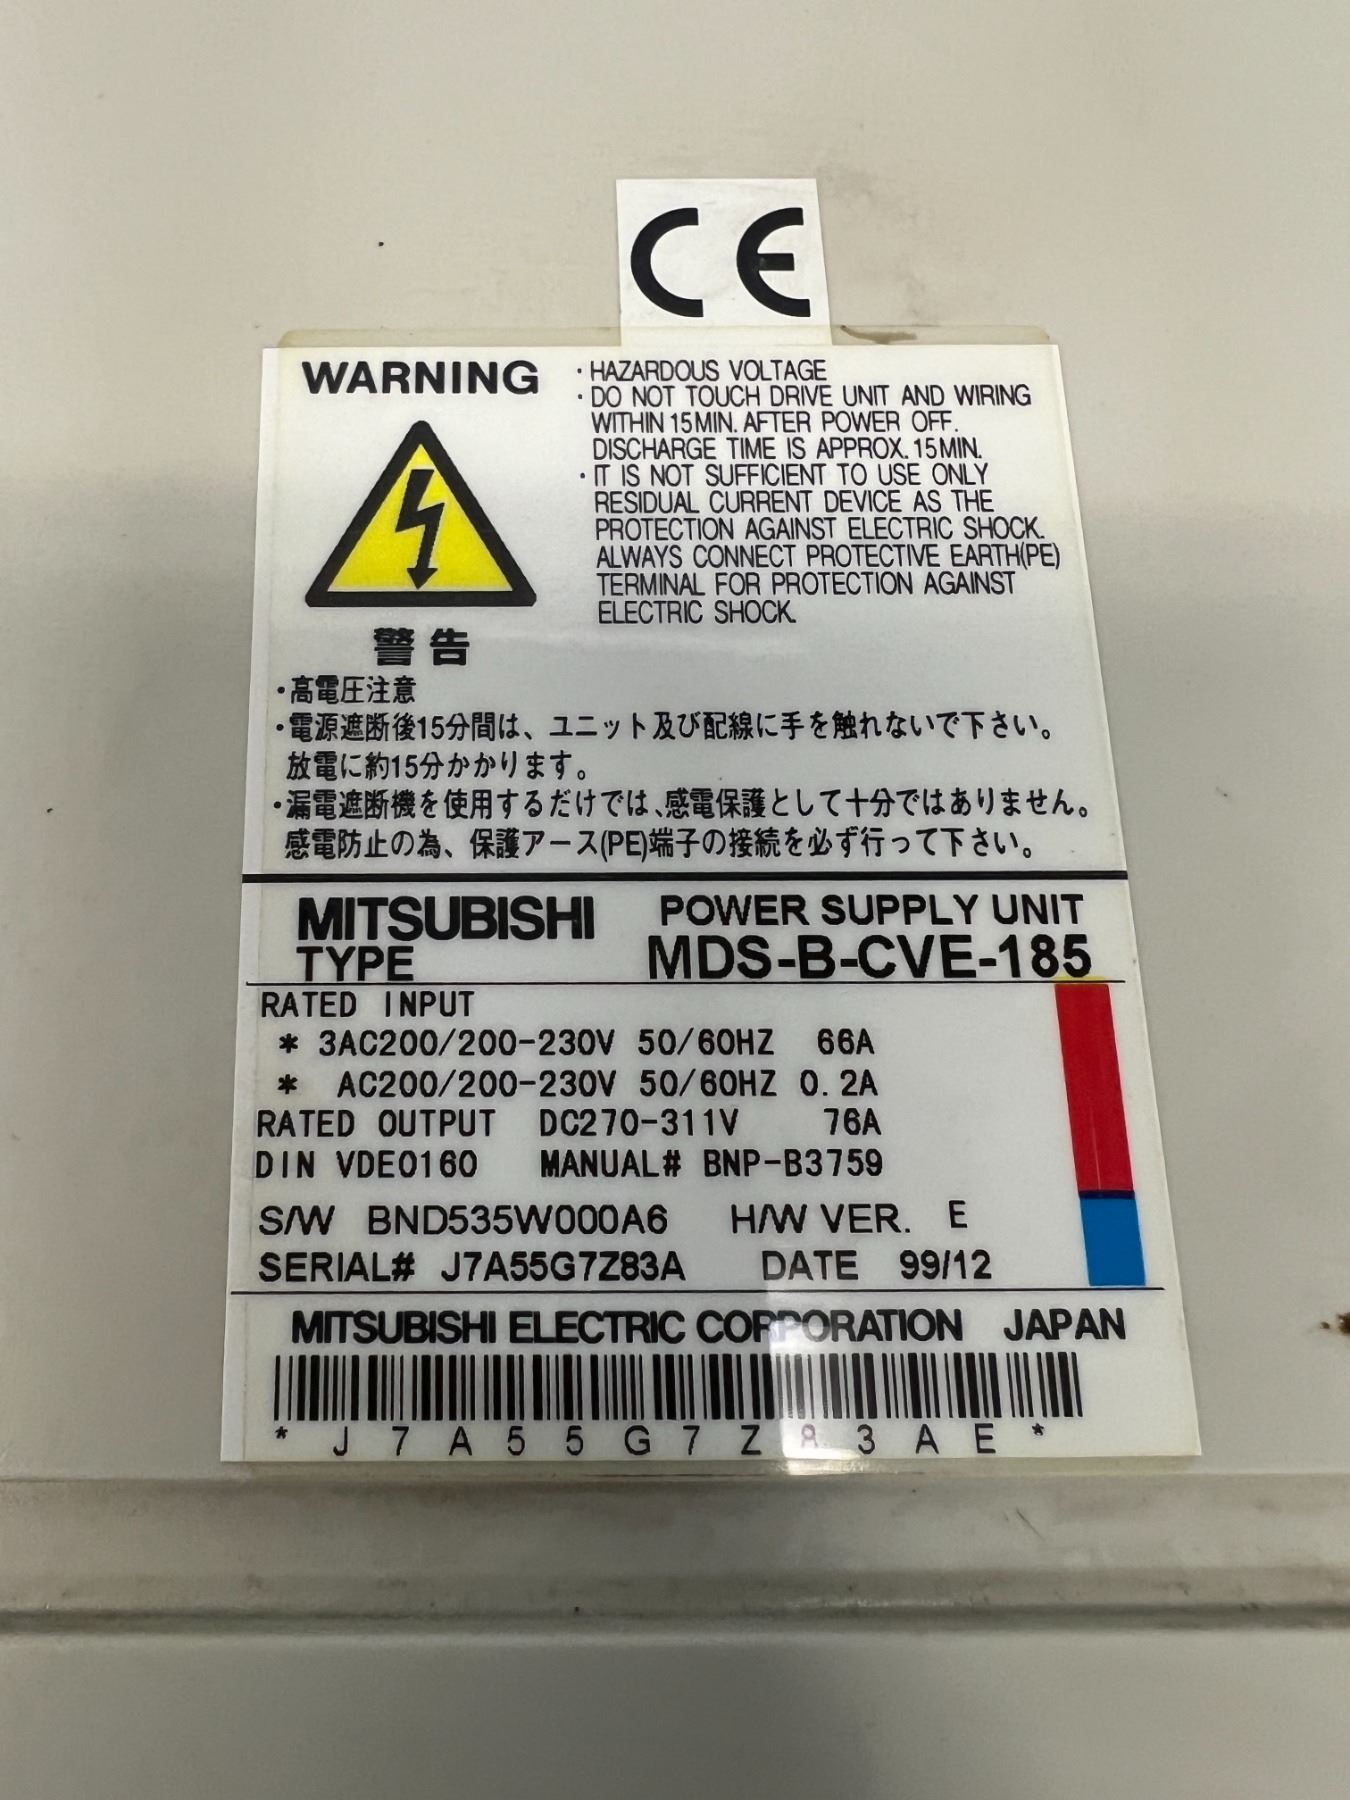 CE
WARNING
・HAZARDOUS VOLTAGE
・DO NOT TOUCH DRIVE UNIT AND WIRING
WITHIN 15MIN. AFTER POWER OFF.
DISCHARGE TIME IS APPROX. 15MIN.
・IT IS NOT SUFFICIENT TO USE ONLY
RESIDUAL CURRENT DEVICE AS THE
PROTECTION AGAINST ELECTRIC SHOCK.
ALWAYS CONNECT PROTECTIVE EARTH(PE)
TERMINAL FOR PROTECTION AGAINST
ELECTRIC SHOCK.
警告
・高電圧注意
・電源遮断後15分間は、ユニット及び配線に手を触れないで下さい。
放電に約15分かかります。
・漏電遮断機を使用するだけでは、感電保護として十分ではありません。
感電防止の為、保護アース(PE)端子の接続を必ず行って下さい。
MITSUBISHI POWER SUPPLY UNIT
TYPE MDS-B-CVE-185
RATED INPUT
* 3AC200/200-230V 50/60HZ 66A
* AC200/200-230V 50/60HZ 0.2A
RATED OUTPUT DC270-311V 76A
DIN VDE0160 MANUAL# BNP-B3759
S/W BND535W000A6 H/W VER. E
SERIAL# J7A55G7Z83A DATE 99/12
MITSUBISHI ELECTRIC CORPORATION JAPAN
*J7A55G7Z83AE*